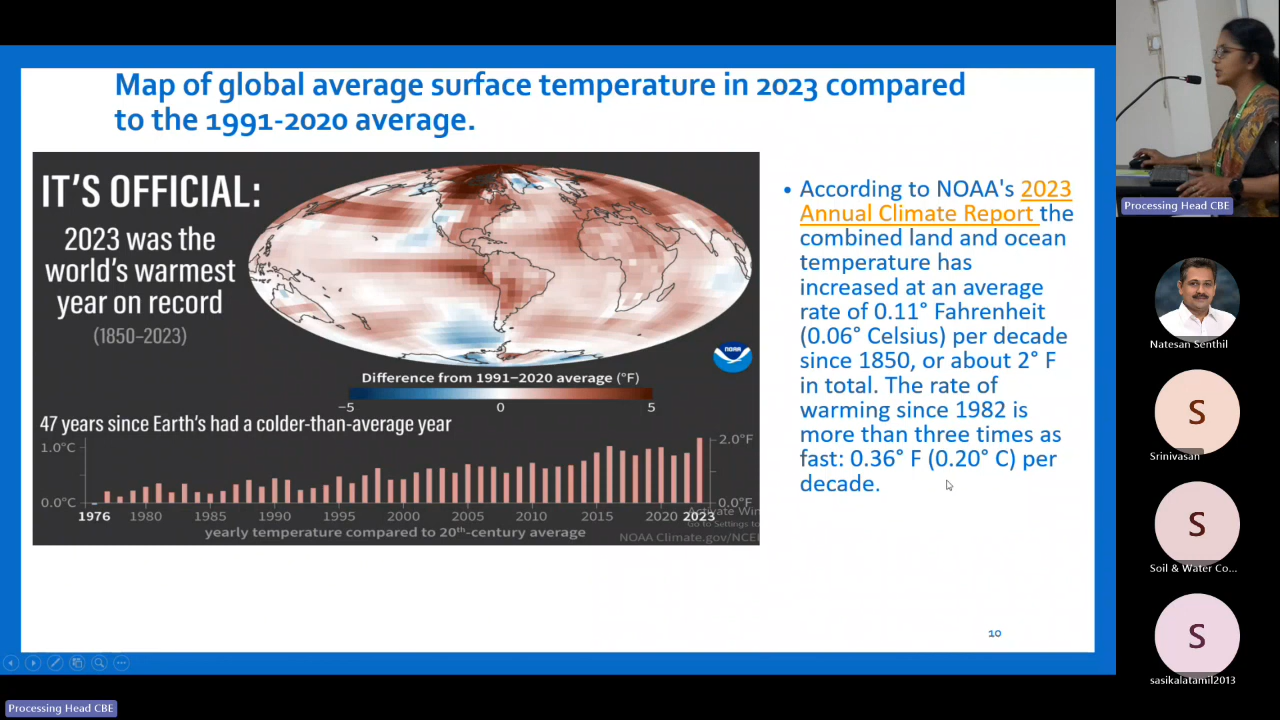 Map of global average surface temperature in 2023 compared
to the 1991-2020 average.
IT'S OFFICIAL:
2023 was the
world's warmest
year on record
(1850–2023)
NOAA
Difference from 1991–2020 average (°F)
−5 0 5
47 years since Earth's had a colder-than-average year
1.0°C
2.0°F
0.0°C
0.0°F
1976 1980 1985 1990 1995 2000 2005 2010 2015 2020 2023
yearly temperature compared to 20th-century average
Activate Win
Go to Settings to
NOAA Climate.gov/NCEI
• According to NOAA's 2023
Annual Climate Report the
combined land and ocean
temperature has
increased at an average
rate of 0.11° Fahrenheit
(0.06° Celsius) per decade
since 1850, or about 2° F
in total. The rate of
warming since 1982 is
more than three times as
fast: 0.36° F (0.20° C) per
decade.
10
Processing Head CBE
Natesan Senthil
S
Srinivasan
S
Soil & Water Co...
S
sasikalatamil2013
Processing Head CBE